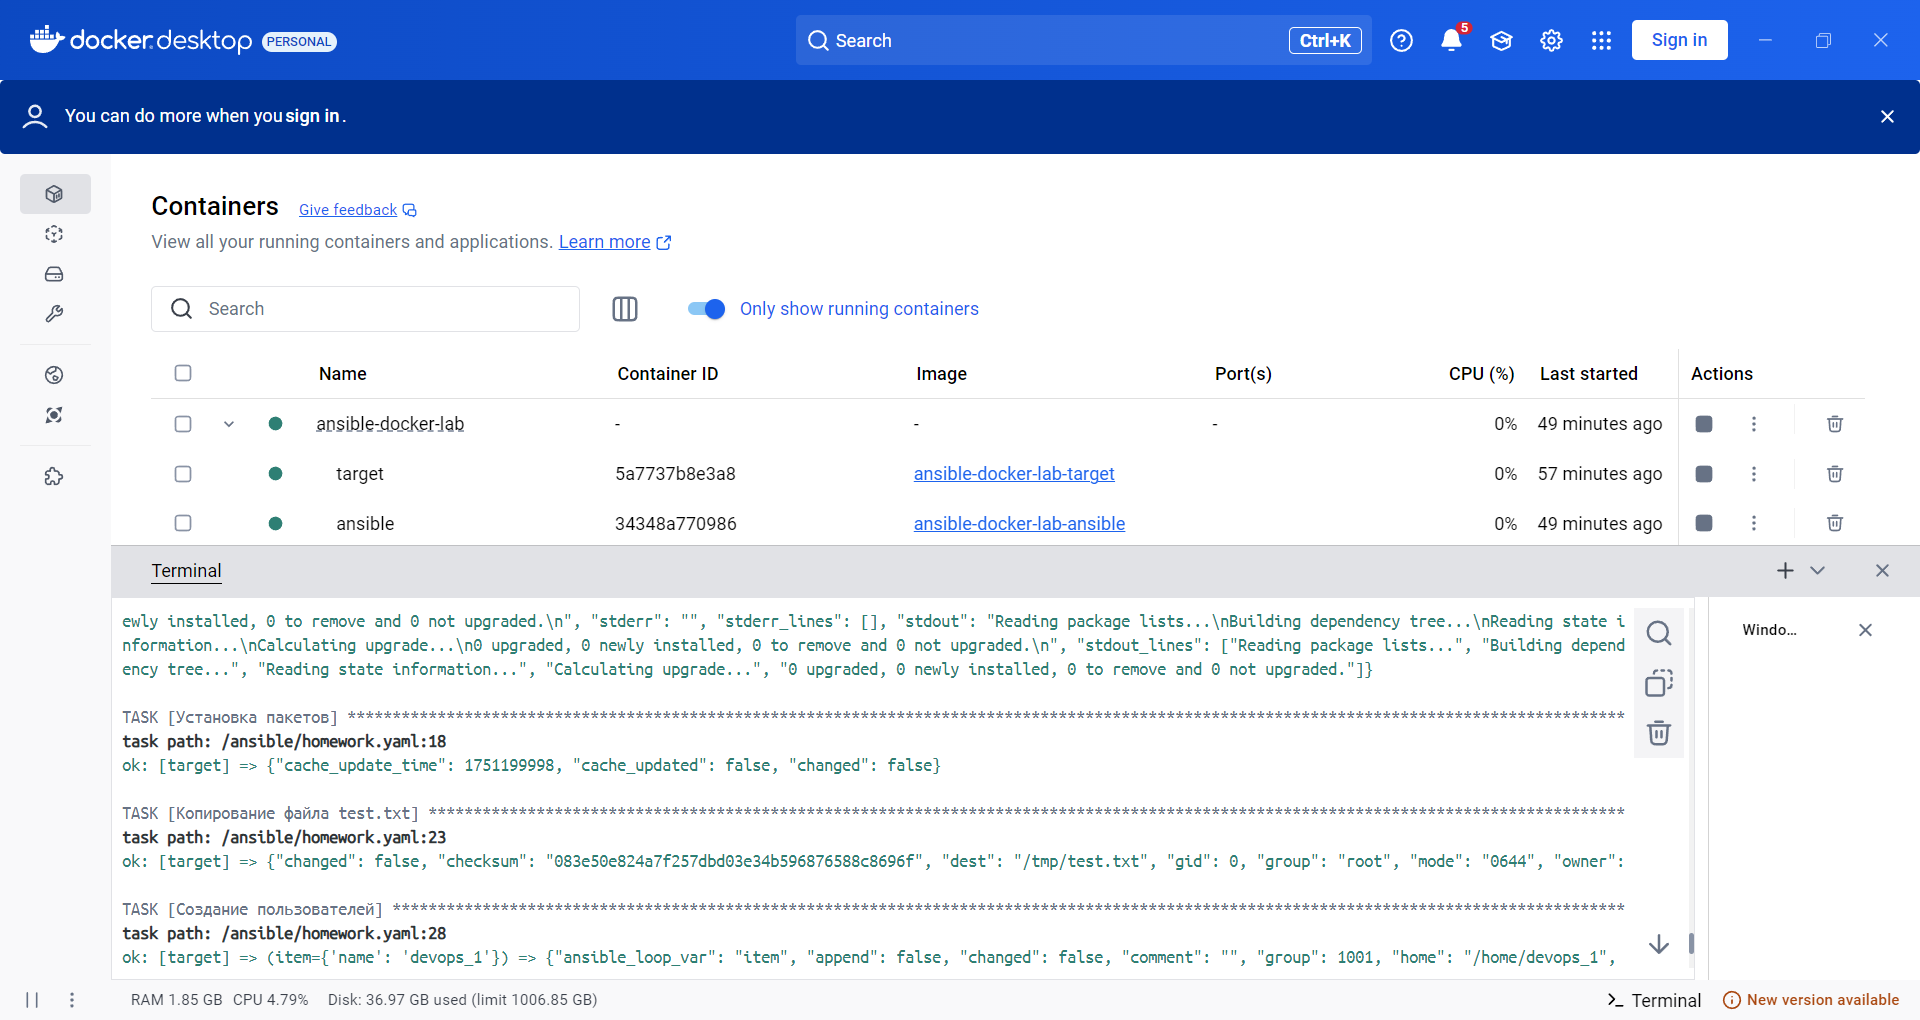 docker.desktop PERSONAL
Search Ctrl+K 5 Sign in
You can do more when you sign in.
Containers Give feedback
View all your running containers and applications. Learn more
Search Only show running containers
Name Container ID Image Port(s) CPU (%) Last started Actions
ansible-docker-lab - - - 0% 49 minutes ago
target 5a7737b8e3a8 ansible-docker-lab-target 0% 57 minutes ago
ansible 34348a770986 ansible-docker-lab-ansible 0% 49 minutes ago
Terminal
Windo...
ewly installed, 0 to remove and 0 not upgraded.\n", "stderr": "", "stderr_lines": [], "stdout": "Reading package lists...\nBuilding dependency tree...\nReading state i
nformation...\nCalculating upgrade...\n0 upgraded, 0 newly installed, 0 to remove and 0 not upgraded.\n", "stdout_lines": ["Reading package lists...", "Building depend
ency tree...", "Reading state information...", "Calculating upgrade...", "0 upgraded, 0 newly installed, 0 to remove and 0 not upgraded."]}
TASK [Установка пакетов] **********************************************************************************************************************************************
task path: /ansible/homework.yaml:18
ok: [target] => {"cache_update_time": 1751199998, "cache_updated": false, "changed": false}
TASK [Копирование файла test.txt] *************************************************************************************************************************************
task path: /ansible/homework.yaml:23
ok: [target] => {"changed": false, "checksum": "083e50e824a7f257dbd03e34b596876588c8696f", "dest": "/tmp/test.txt", "gid": 0, "group": "root", "mode": "0644", "owner":
TASK [Создание пользователей] *****************************************************************************************************************************************
task path: /ansible/homework.yaml:28
ok: [target] => (item={'name': 'devops_1'}) => {"ansible_loop_var": "item", "append": false, "changed": false, "comment": "", "group": 1001, "home": "/home/devops_1",
RAM 1.85 GB CPU 4.79% Disk: 36.97 GB used (limit 1006.85 GB) Terminal New version available